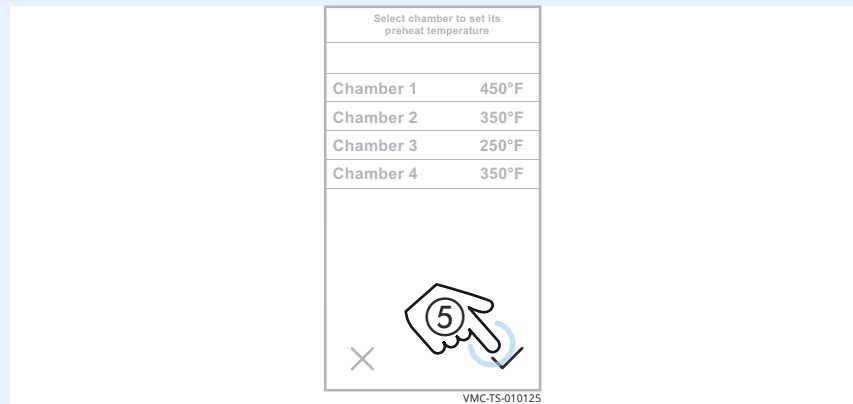 Select chamber to set its
preheat temperature
Chamber 1 450°F
Chamber 2 350°F
Chamber 3 250°F
Chamber 4 350°F
5
VMC-TS-010125